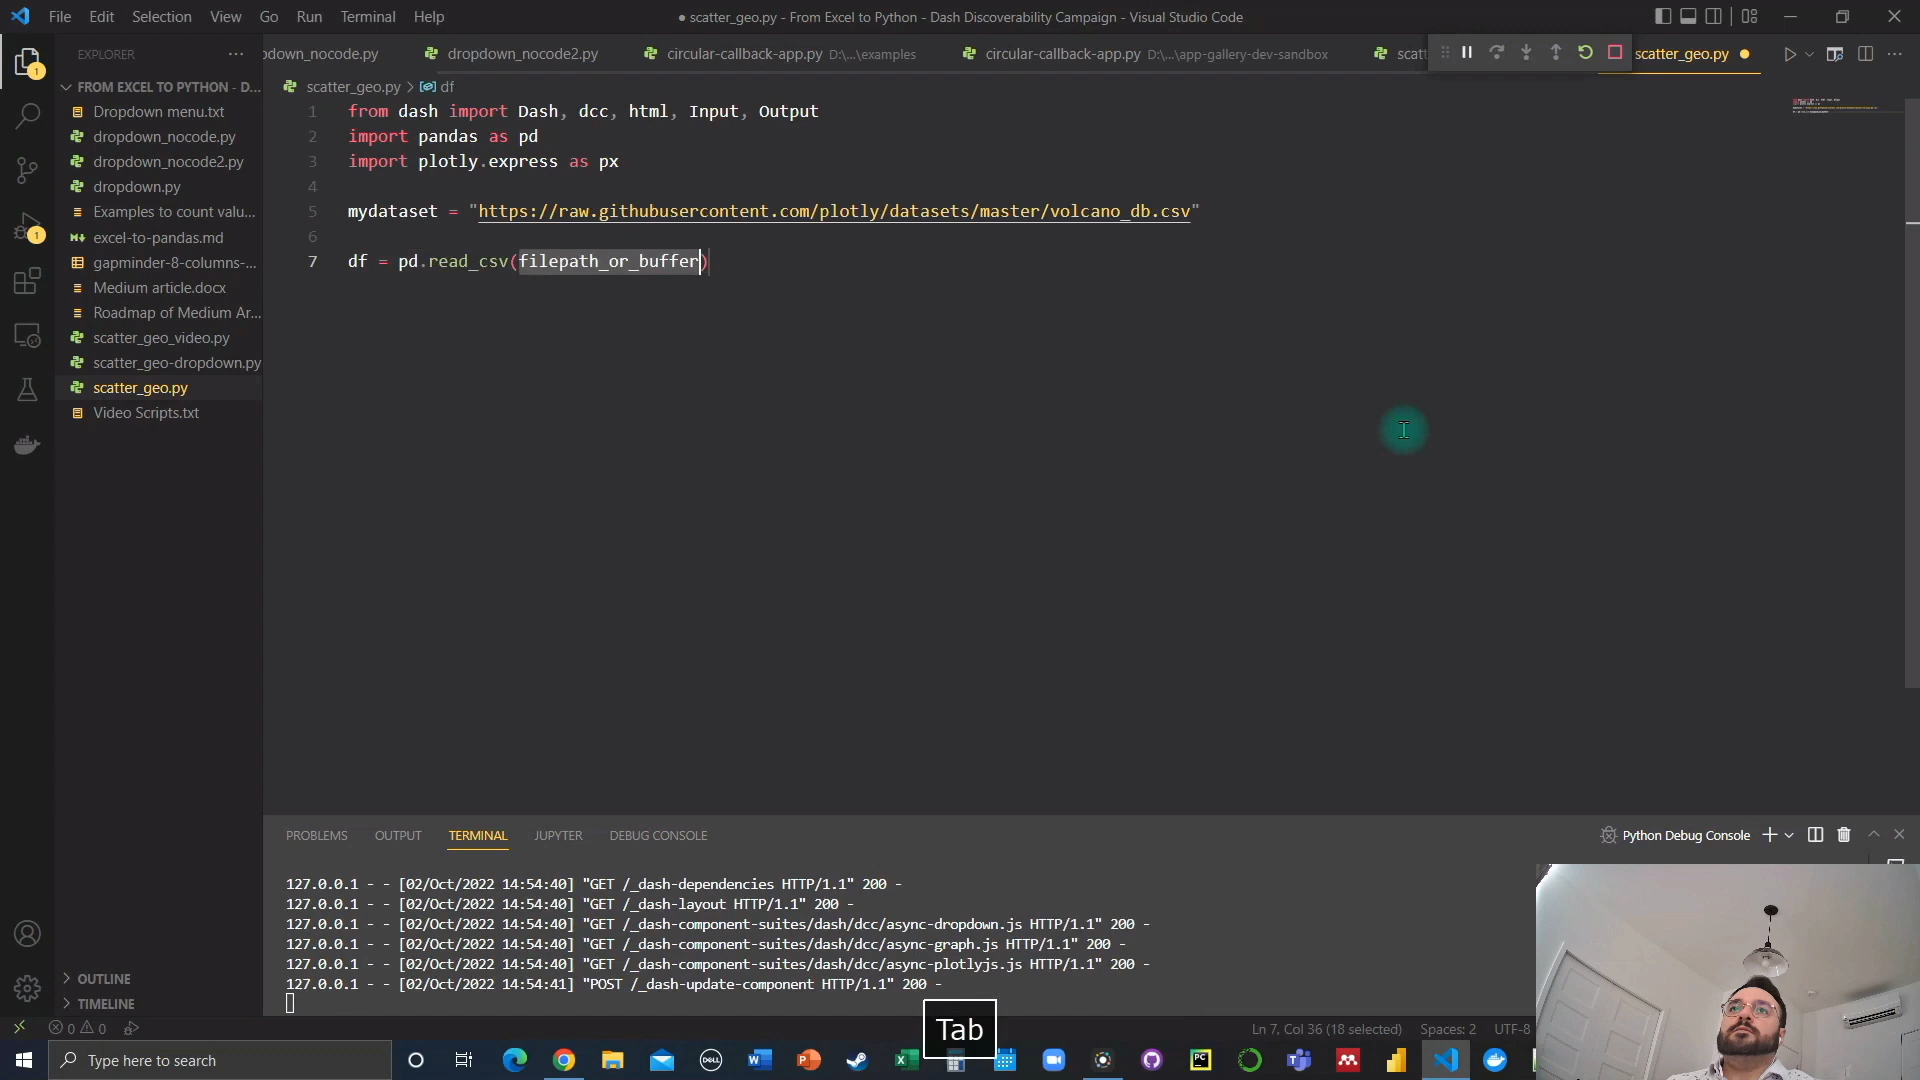 File Edit Selection View Go Run Terminal Help
● scatter_geo.py - From Excel to Python - Dash Discoverability Campaign - Visual Studio Code
EXPLORER ···
pdown_nocode.py dropdown_nocode2.py circular-callback-app.py D:\...\examples circular-callback-app.py D:\...\app-gallery-dev-sandbox scatt scatter_geo.py
1
FROM EXCEL TO PYTHON - D...
Dropdown menu.txt
dropdown_nocode.py
dropdown_nocode2.py
dropdown.py
Examples to count valu...
excel-to-pandas.md
gapminder-8-columns-...
Medium article.docx
Roadmap of Medium Ar...
scatter_geo_video.py
scatter_geo-dropdown.py
scatter_geo.py
Video Scripts.txt
1
OUTLINE
TIMELINE
scatter_geo.py > df
1 from dash import Dash, dcc, html, Input, Output
2 import pandas as pd
3 import plotly.express as px
4
5 mydataset = "https://raw.githubusercontent.com/plotly/datasets/master/volcano_db.csv"
6
7 df = pd.read_csv(filepath_or_buffer)
PROBLEMS OUTPUT TERMINAL JUPYTER DEBUG CONSOLE
Python Debug Console
127.0.0.1 - - [02/Oct/2022 14:54:40] "GET /_dash-dependencies HTTP/1.1" 200 -
127.0.0.1 - - [02/Oct/2022 14:54:40] "GET /_dash-layout HTTP/1.1" 200 -
127.0.0.1 - - [02/Oct/2022 14:54:40] "GET /_dash-component-suites/dash/dcc/async-dropdown.js HTTP/1.1" 200 -
127.0.0.1 - - [02/Oct/2022 14:54:40] "GET /_dash-component-suites/dash/dcc/async-graph.js HTTP/1.1" 200 -
127.0.0.1 - - [02/Oct/2022 14:54:40] "GET /_dash-component-suites/dash/dcc/async-plotlyjs.js HTTP/1.1" 200 -
127.0.0.1 - - [02/Oct/2022 14:54:41] "POST /_dash-update-component HTTP/1.1" 200 -
Tab
0 0
Ln 7, Col 36 (18 selected) Spaces: 2 UTF-8
Type here to search
DELL